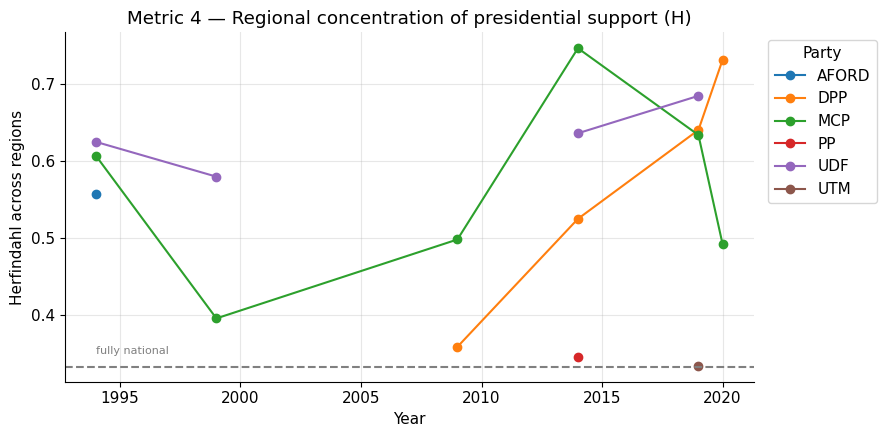 Metric 4 — Regional concentration of presidential support (H)
Herfindahl across regions
0.7
0.6
0.5
0.4
fully national
1995
2000
2005
2010
2015
2020
Year
Party
AFORD
DPP
MCP
PP
UDF
UTM